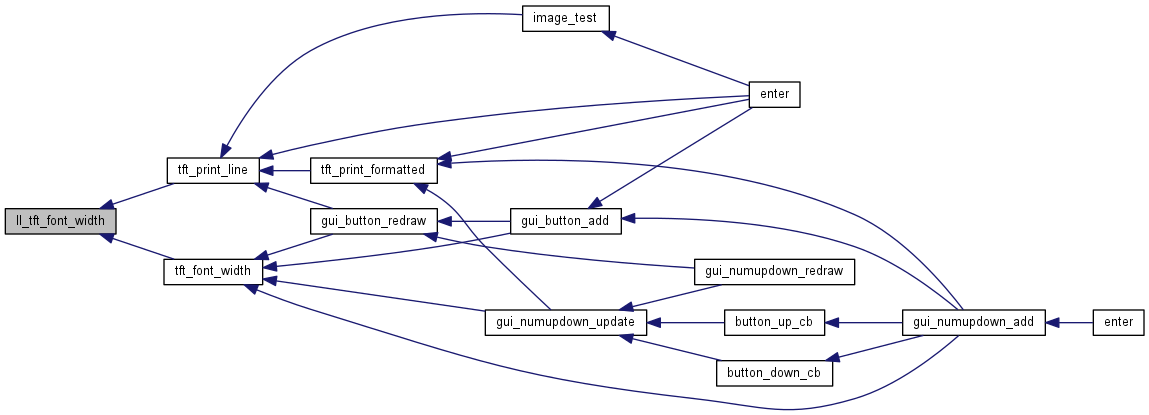 image_test
enter
tft_print_line
tft_print_formatted
ll_tft_font_width
gui_button_redraw
gui_button_add
tft_font_width
gui_numupdown_redraw
gui_numupdown_update
button_up_cb
gui_numupdown_add
enter
button_down_cb